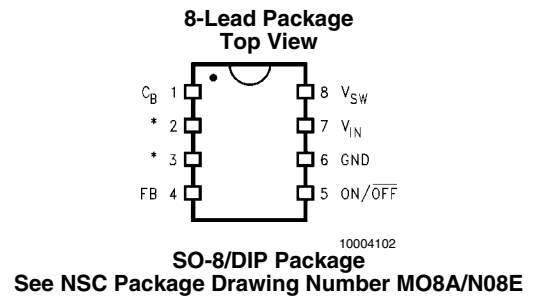 8-Lead Package
Top View
C_B 1
8 V_SW
* 2
7 V_IN
* 3
6 GND
FB 4
5 ON/OFF
10004102
SO-8/DIP Package
See NSC Package Drawing Number MO8A/N08E